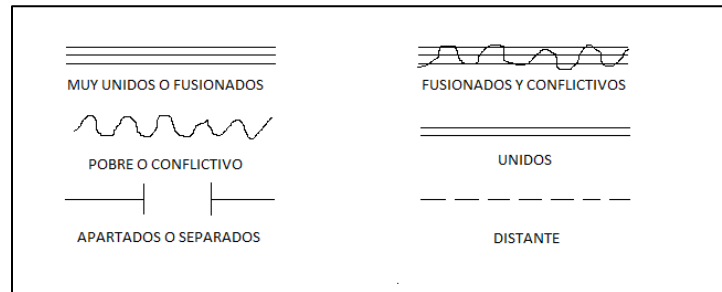 MUY UNIDOS O FUSIONADOS
FUSIONADOS Y CONFLICTIVOS
POBRE O CONFLICTIVO
UNIDOS
APARTADOS O SEPARADOS
DISTANTE